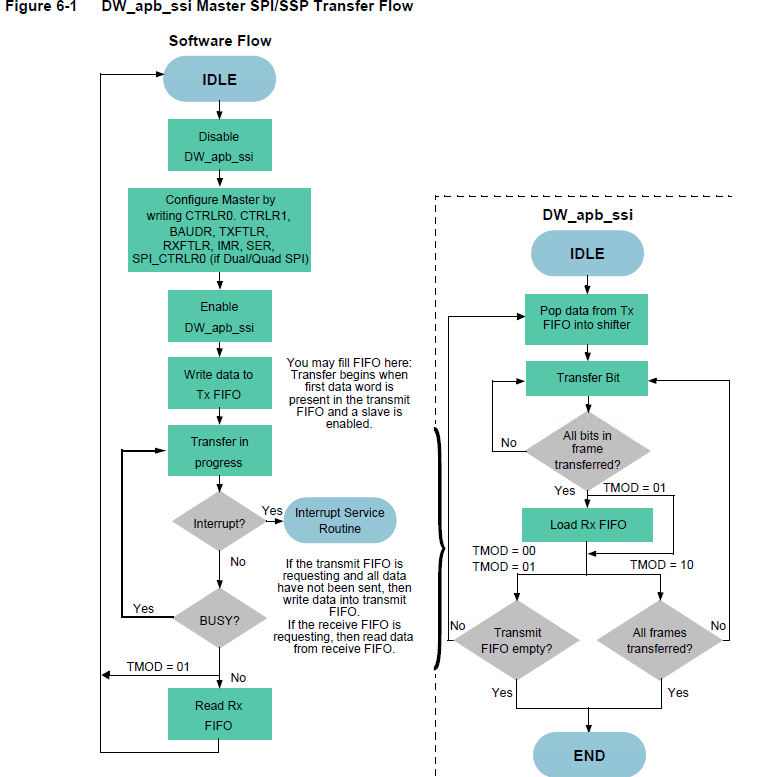 Figure 6-1 DW_apb_ssi Master SPI/SSP Transfer Flow
Software Flow
IDLE
Disable
DW_apb_ssi
Configure Master by
writing CTRLR0. CTRLR1,
BAUDR, TXFTLR,
RXFTLR, IMR, SER,
SPI_CTRLR0 (if Dual/Quad SPI)
Enable
DW_apb_ssi
Write data to
Tx FIFO
You may fill FIFO here:
Transfer begins when
first data word is
present in the transmit
FIFO and a slave is
enabled.
Transfer in
progress
Interrupt?
Yes
Interrupt Service
Routine
No
If the transmit FIFO is
requesting and all data
have not been sent, then
write data into transmit
FIFO.
If the receive FIFO is
requesting, then read data
from receive FIFO.
Yes
BUSY?
TMOD = 01
No
Read Rx
FIFO
DW_apb_ssi
IDLE
Pop data from Tx
FIFO into shifter
Transfer Bit
No
All bits in
frame
transferred?
Yes
TMOD = 01
Load Rx FIFO
TMOD = 00
TMOD = 01
TMOD = 10
No
Transmit
FIFO empty?
All frames
transferred?
No
Yes
Yes
END